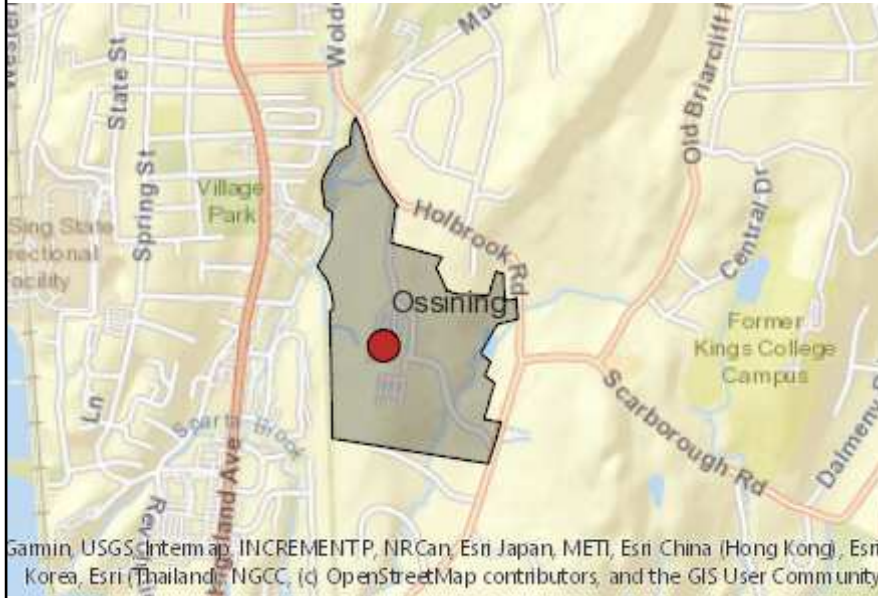 State St
Spring St
Village
Park
Sing State
rectional
acility
Holbrook Rd
Old Briarcliff
Central Dr
Ossining
Former
Kings College
Campus
Scarborough Rd
Dalmeny
Ln
Sparta Brook
Highland Ave
Garmin, USGS, Intermap, INCREMENT P, NRCan, Esri Japan, METI, Esri China (Hong Kong), Esri
Korea, Esri (Thailand), NGCC, (c) OpenStreetMap contributors, and the GIS User Community